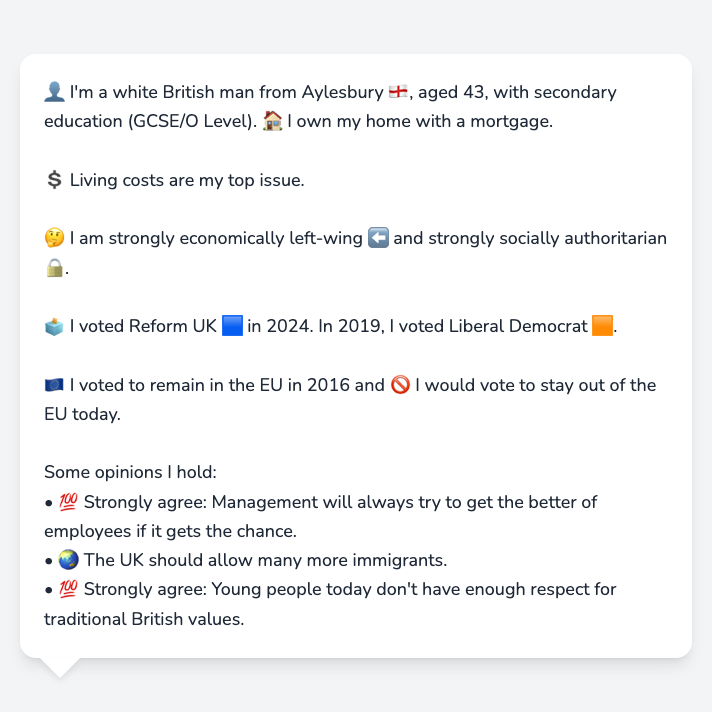 👤 I'm a white British man from Aylesbury 🏴󠁧󠁢󠁥󠁮󠁧󠁿, aged 43, with secondary
education (GCSE/O Level). 🏠 I own my home with a mortgage.
💲 Living costs are my top issue.
🤔 I am strongly economically left-wing ⬅️ and strongly socially authoritarian
🔒.
🗳️ I voted Reform UK 🟦 in 2024. In 2019, I voted Liberal Democrat 🟧.
🇪🇺 I voted to remain in the EU in 2016 and 🚫 I would vote to stay out of the
EU today.
Some opinions I hold:
• 💯 Strongly agree: Management will always try to get the better of
employees if it gets the chance.
• 🌏 The UK should allow many more immigrants.
• 💯 Strongly agree: Young people today don't have enough respect for
traditional British values.